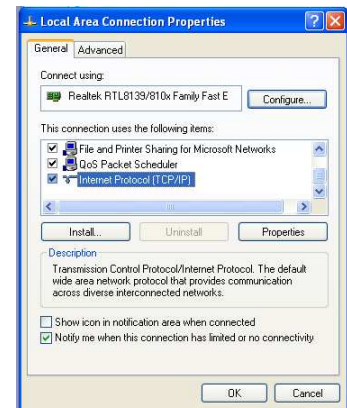 Local Area Connection Properties
General Advanced
Connect using:
Realtek RTL8139/810x Family Fast E
Configure...
This connection uses the following items:
File and Printer Sharing for Microsoft Networks
QoS Packet Scheduler
Internet Protocol (TCP/IP)
Install... Uninstall Properties
Description
Transmission Control Protocol/Internet Protocol. The default
wide area network protocol that provides communication
across diverse interconnected networks.
Show icon in notification area when connected
Notify me when this connection has limited or no connectivity
OK Cancel